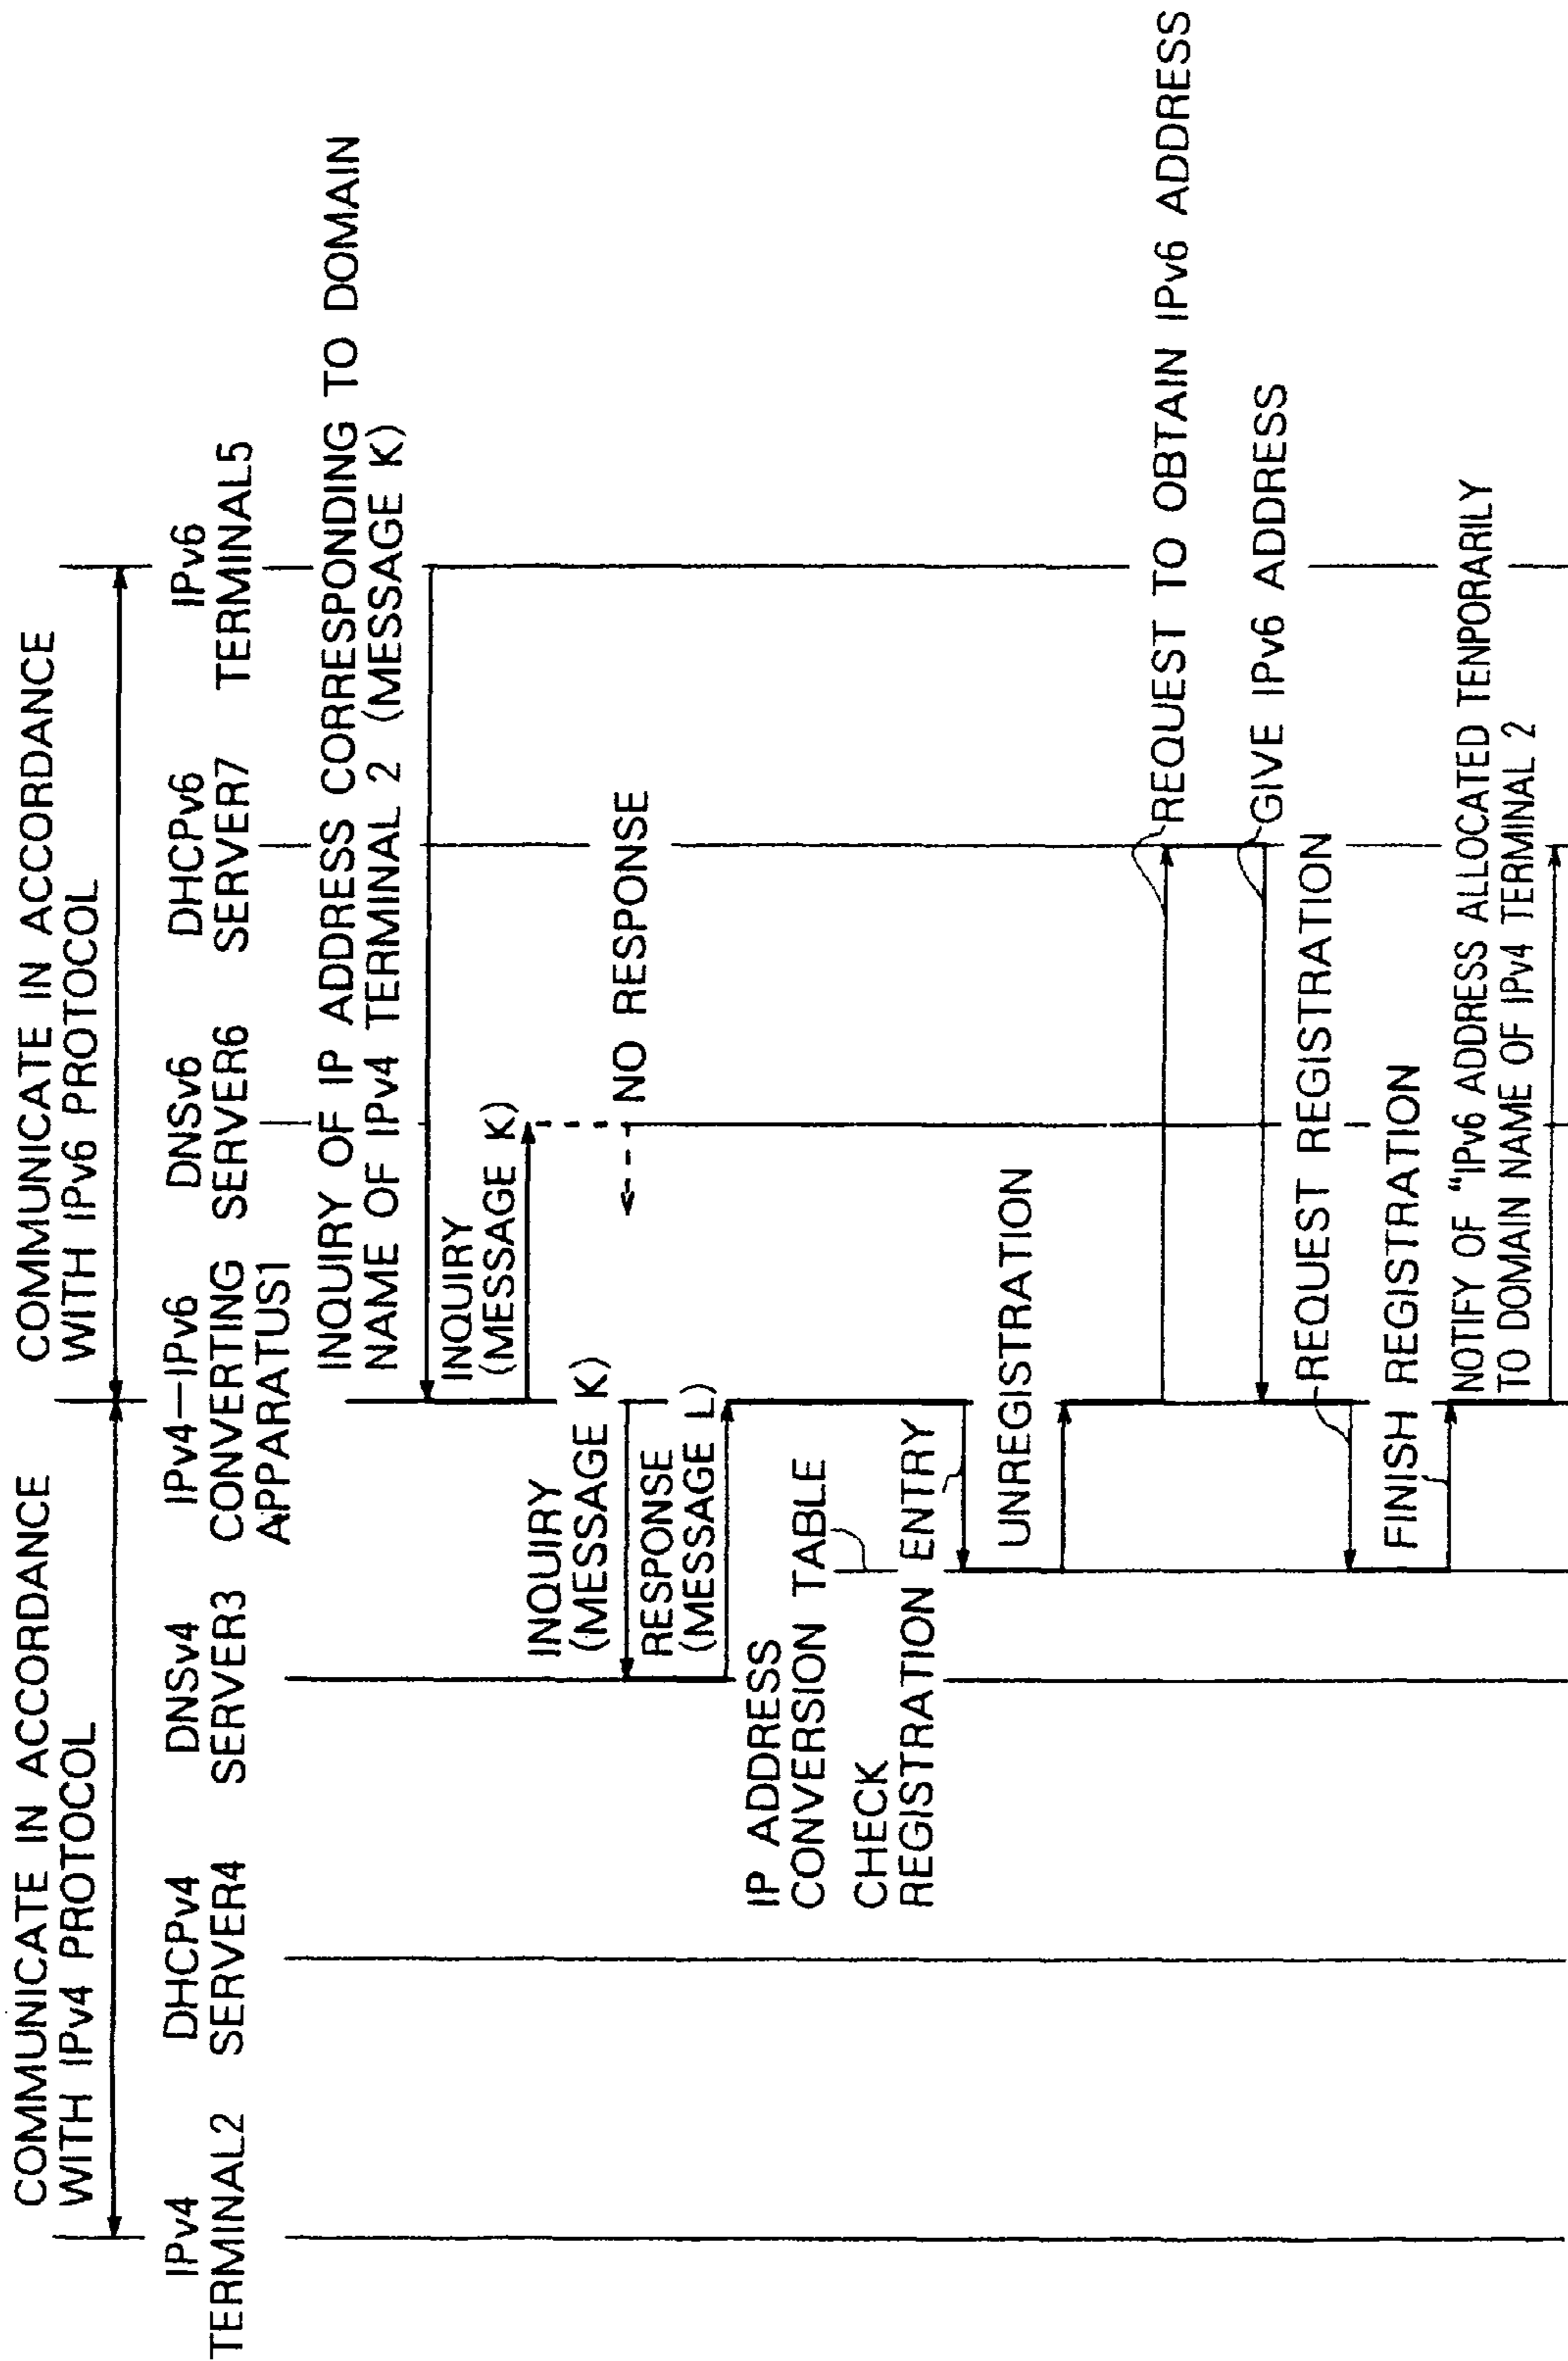 COMMUNICATE IN ACCORDANCE
WITH IPv4 PROTOCOL
COMMUNICATE IN ACCORDANCE
WITH IPv6 PROTOCOL
IPv4
TERMINAL2
DHCPv4
SERVER4
DNSv4
SERVER3
IPv4—IPv6
CONVERTING
APPARATUS1
DNSv6
SERVER6
DHCPv6
SERVER7
IPv6
TERMINAL5
INQUIRY OF IP ADDRESS CORRESPONDING TO DOMAIN
NAME OF IPv4 TERMINAL 2 (MESSAGE K)
INQUIRY
(MESSAGE K)
INQUIRY
(MESSAGE K)
NO RESPONSE
RESPONSE
(MESSAGE L)
IP ADDRESS
CONVERSION TABLE
CHECK
REGISTRATION ENTRY
UNREGISTRATION
REQUEST TO OBTAIN IPv6 ADDRESS
GIVE IPv6 ADDRESS
REQUEST REGISTRATION
FINISH REGISTRATION
NOTIFY OF "IPv6 ADDRESS ALLOCATED TENPORARILY
TO DOMAIN NAME OF IPv4 TERMINAL 2